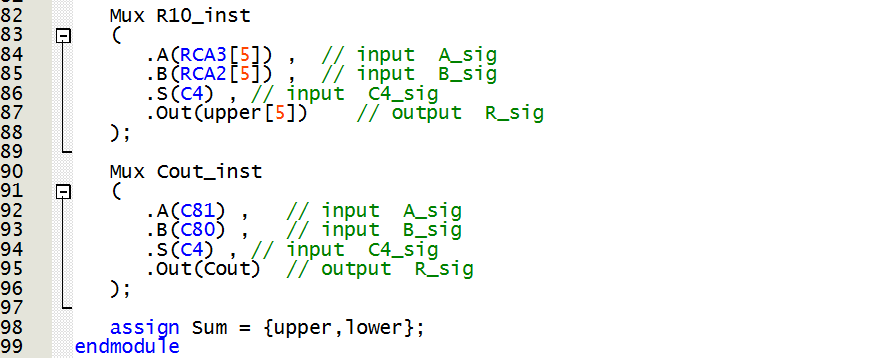 82 Mux R10_inst
83 (
84 .A(RCA3[5]) , // input A_sig
85 .B(RCA2[5]) , // input B_sig
86 .S(C4) , // input C4_sig
87 .Out(upper[5]) // output R_sig
88 );
89
90 Mux Cout_inst
91 (
92 .A(C81) , // input A_sig
93 .B(C80) , // input B_sig
94 .S(C4) , // input C4_sig
95 .Out(Cout) // output R_sig
96 );
97
98 assign Sum = {upper,lower};
99 endmodule